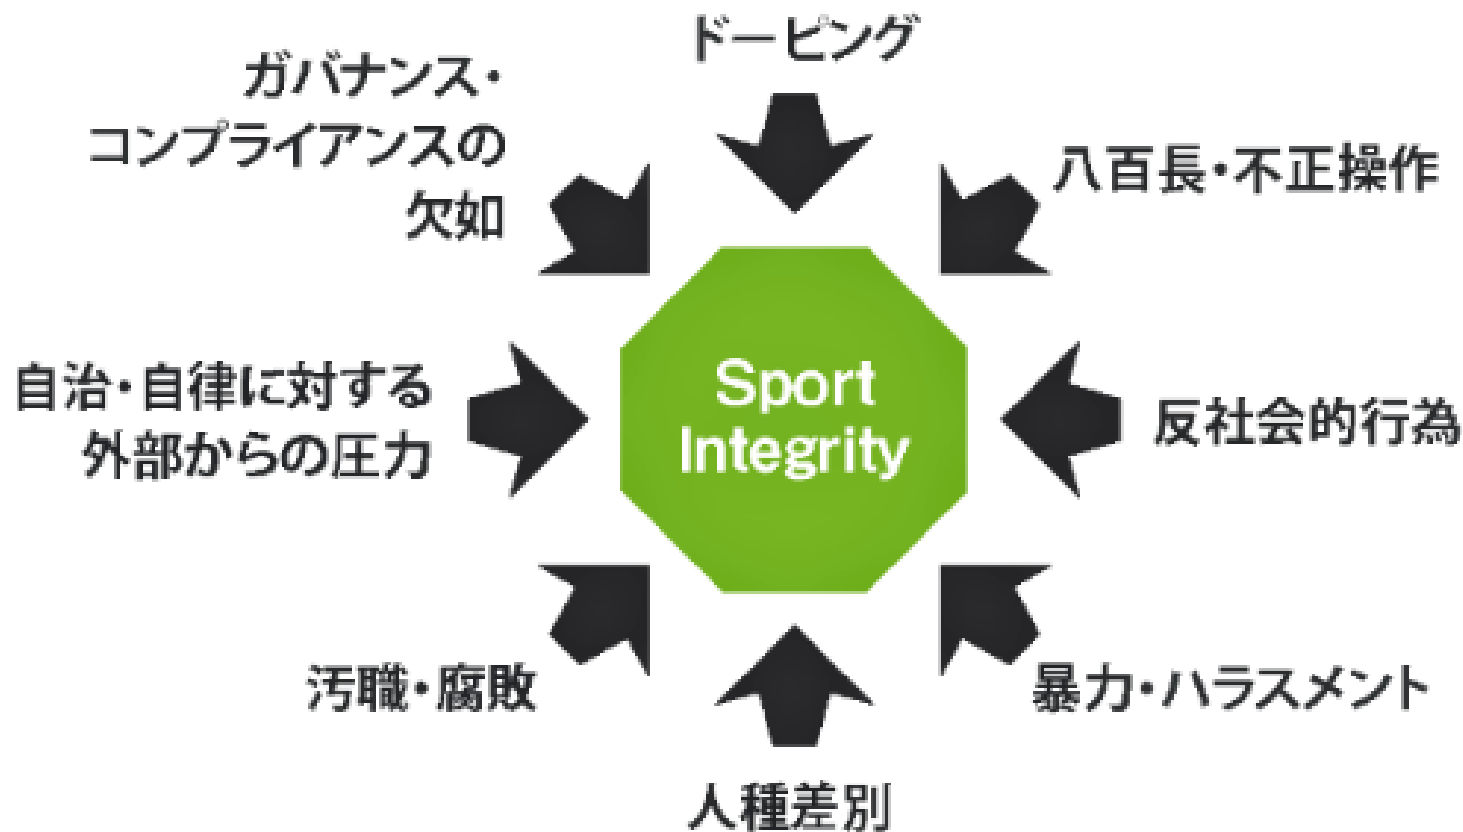 ドーピング
ガバナンス・
コンプライアンスの
欠如
八百長・不正操作
自治・自律に対する
外部からの圧力
Sport
Integrity
反社会的行為
汚職・腐敗
暴力・ハラスメント
人種差別